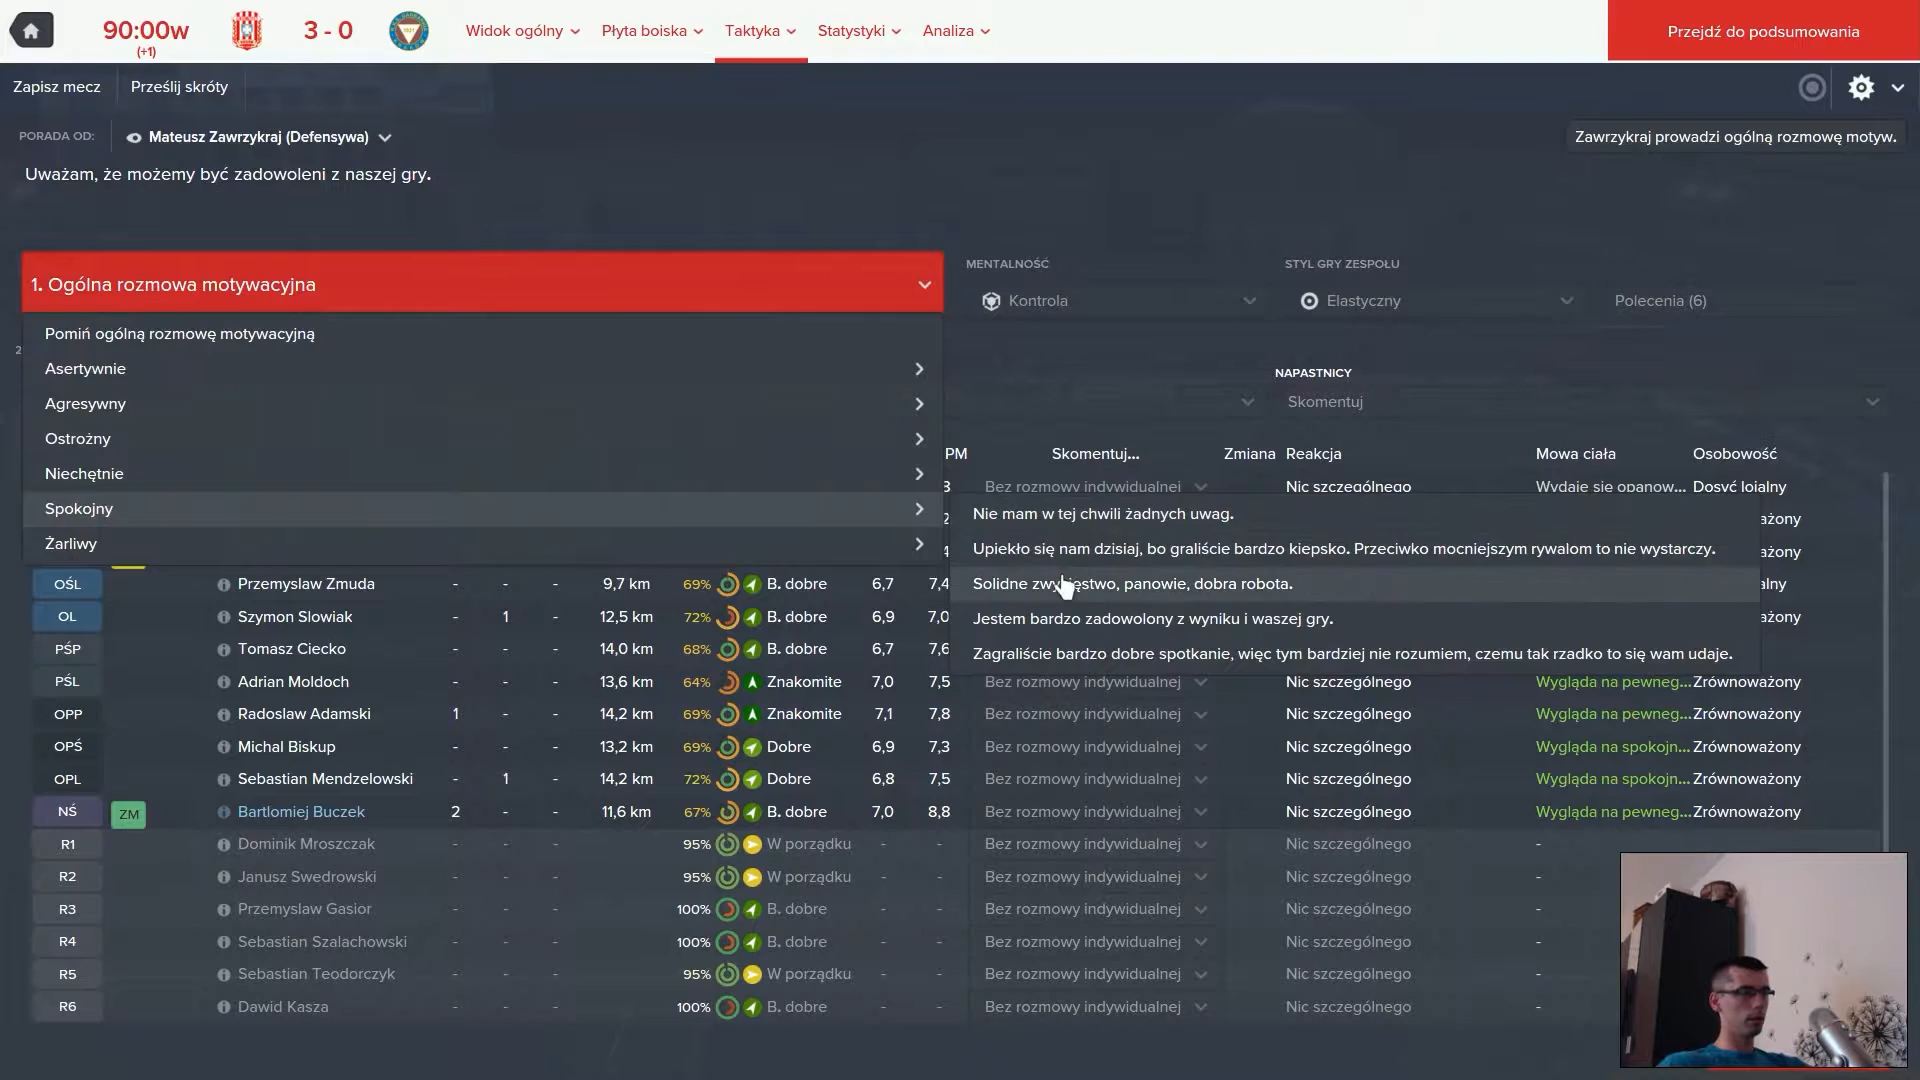 90:00w
(+1)
3 - 0
Widok ogólny
Płyta boiska
Taktyka
Statystyki
Analiza
Przejdź do podsumowania
Zapisz mecz
Prześlij skróty
PORADA OD:
Mateusz Zawrzykraj (Defensywa)
Zawrzykraj prowadzi ogólną rozmowę motyw.
Uważam, że możemy być zadowoleni z naszej gry.
MENTALNOŚĆ
STYL GRY ZESPOŁU
1. Ogólna rozmowa motywacyjna
Kontrola
Elastyczny
Polecenia (6)
Pomiń ogólną rozmowę motywacyjną
2
Asertywnie
NAPASTNICY
Agresywny
Skomentuj
Ostrożny
PM Skomentuj... Zmiana Reakcja Mowa ciała Osobowość
Niechętnie
3 Bez rozmowy indywidualnej Nic szczególnego Wydaje się opanow... Dosyć lojalny
Spokojny
Nie mam w tej chwili żadnych uwag.
Żarliwy
Upiekło się nam dzisiaj, bo graliście bardzo kiepsko. Przeciwko mocniejszym rywalom to nie wystarczy.
OŚL Przemyslaw Zmuda - - - 9,7 km 69% B. dobre 6,7 7,4
Solidne zwycięstwo, panowie, dobra robota.
OL Szymon Slowiak - 1 - 12,5 km 72% B. dobre 6,9 7,0
Jestem bardzo zadowolony z wyniku i waszej gry.
PŚP Tomasz Ciecko - - - 14,0 km 68% B. dobre 6,7 7,6
Zagraliście bardzo dobre spotkanie, więc tym bardziej nie rozumiem, czemu tak rzadko to się wam udaje.
PŚL Adrian Moldoch - - - 13,6 km 64% Znakomite 7,0 7,5 Bez rozmowy indywidualnej Nic szczególnego Wygląda na pewneg... Zrównoważony
OPP Radoslaw Adamski 1 - - 14,2 km 69% Znakomite 7,1 7,8 Bez rozmowy indywidualnej Nic szczególnego Wygląda na pewneg... Zrównoważony
OPŚ Michal Biskup - - - 13,2 km 69% Dobre 6,9 7,3 Bez rozmowy indywidualnej Nic szczególnego Wygląda na spokojn... Zrównoważony
OPL Sebastian Mendzelowski - 1 - 14,2 km 72% Dobre 6,8 7,5 Bez rozmowy indywidualnej Nic szczególnego Wygląda na spokojn... Zrównoważony
NŚ ZM Bartlomiej Buczek 2 - - 11,6 km 67% B. dobre 7,0 8,8 Bez rozmowy indywidualnej Nic szczególnego Wygląda na pewneg... Zrównoważony
R1 Dominik Mroszczak - - - 95% W porządku - - Bez rozmowy indywidualnej Nic szczególnego -
R2 Janusz Swedrowski - - - 95% W porządku - - Bez rozmowy indywidualnej Nic szczególnego -
R3 Przemyslaw Gasior - - - 100% B. dobre - - Bez rozmowy indywidualnej Nic szczególnego -
R4 Sebastian Szalachowski - - - 100% B. dobre - - Bez rozmowy indywidualnej Nic szczególnego -
R5 Sebastian Teodorczyk - - - 95% W porządku - - Bez rozmowy indywidualnej Nic szczególnego -
R6 Dawid Kasza - - - 100% B. dobre - - Bez rozmowy indywidualnej Nic szczególnego -